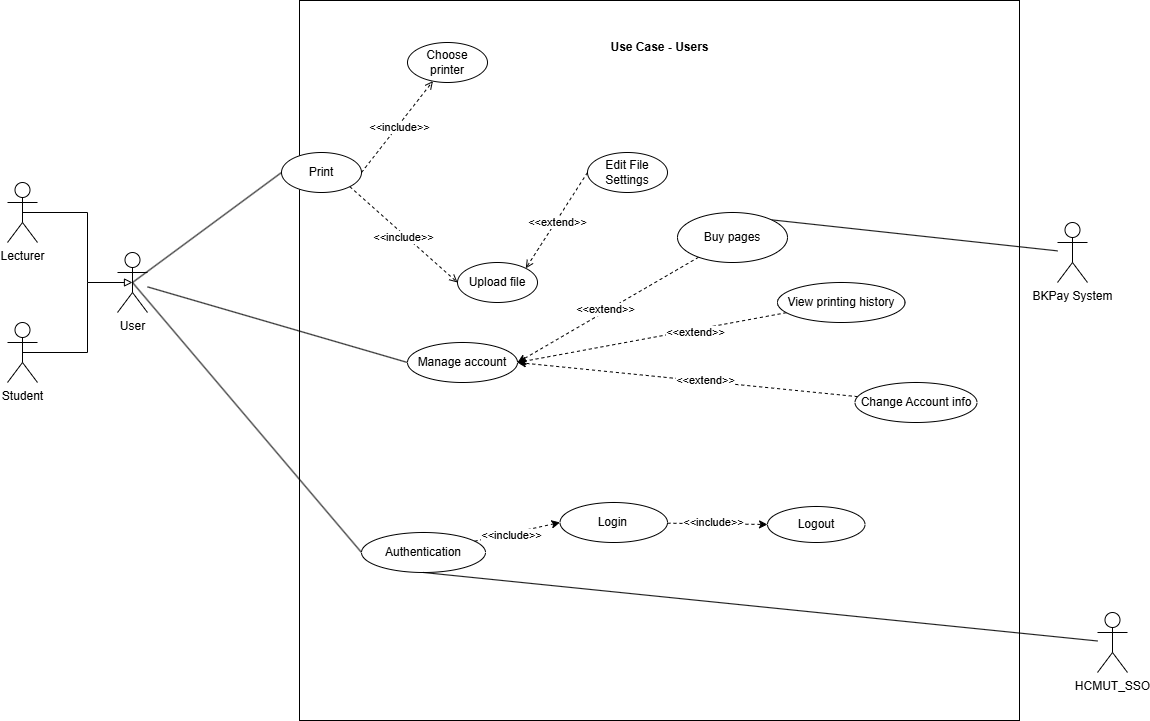 Use Case - Users
Choose
printer
<<include>>
Print
Edit File
Settings
<<extend>>
<<include>>
Buy pages
Lecturer
Upload file
BKPay System
User
View printing history
<<extend>>
<<extend>>
Manage account
<<extend>>
Student
Change Account info
Login
<<include>>
Logout
<<include>>
Authentication
HCMUT_SSO